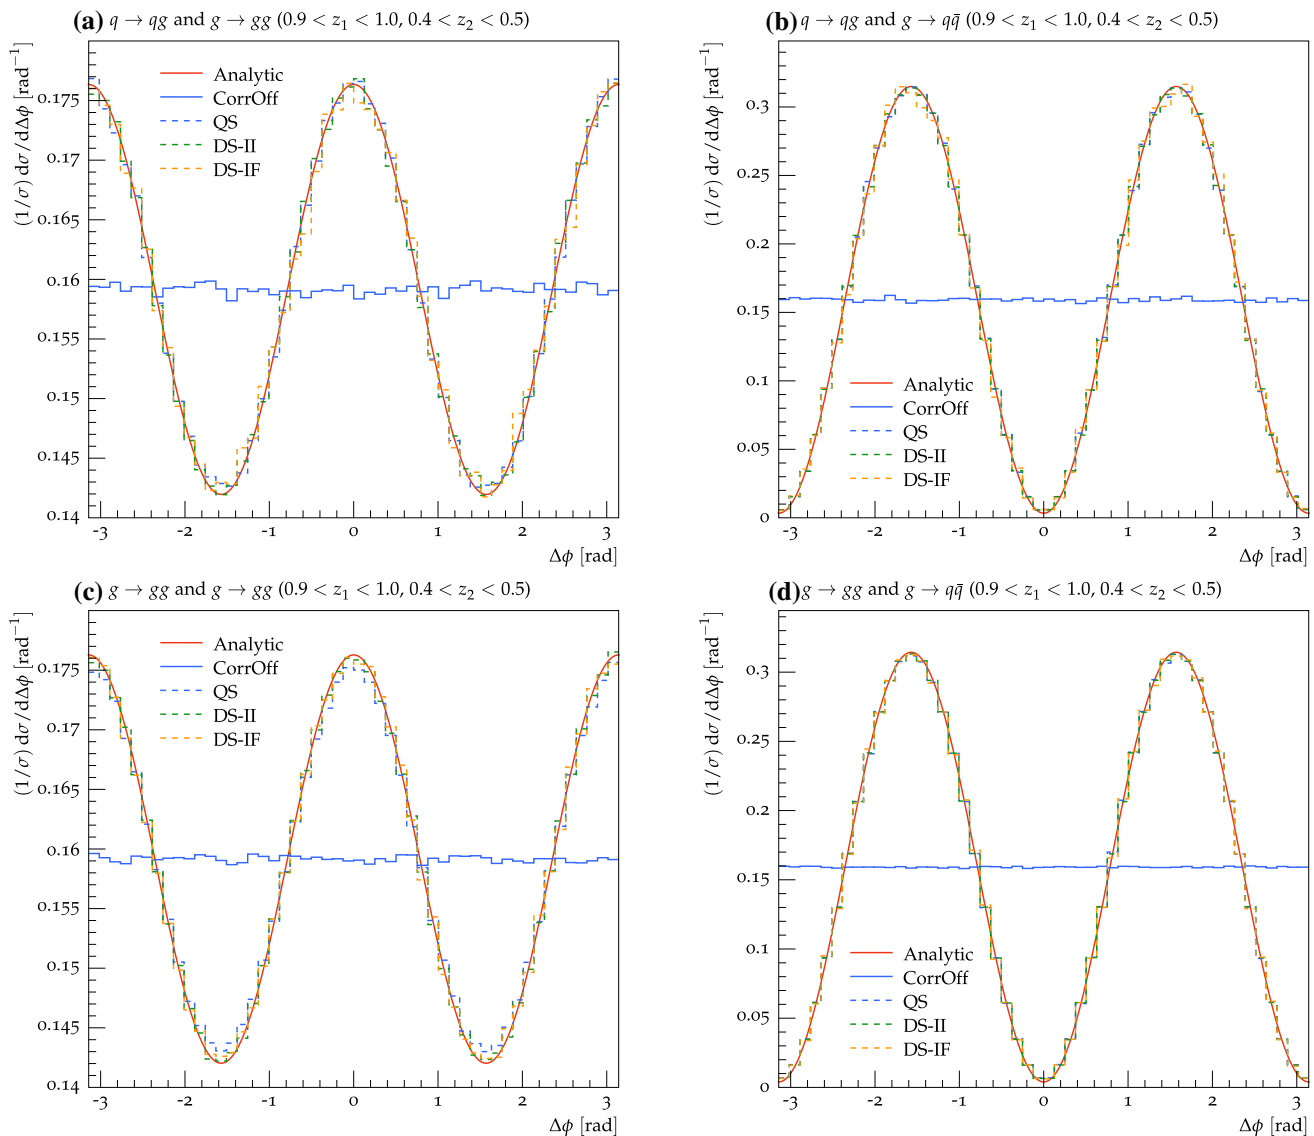 (a) q → qg and g → gg (0.9 < z₁ < 1.0, 0.4 < z₂ < 0.5)
(1/σ) dσ/dΔϕ [rad⁻¹]
Analytic
CorrOff
QS
DS-II
DS-IF
0.175
0.17
0.165
0.16
0.155
0.15
0.145
0.14
-3 -2 -1 0 1 2 3
Δϕ [rad]
(b) q → qg and g → qq̄ (0.9 < z₁ < 1.0, 0.4 < z₂ < 0.5)
(1/σ) dσ/dΔϕ [rad⁻¹]
0.3
0.25
0.2
0.15
0.1
0.05
0
Analytic
CorrOff
QS
DS-II
DS-IF
-3 -2 -1 0 1 2 3
Δϕ [rad]
(c) g → gg and g → gg (0.9 < z₁ < 1.0, 0.4 < z₂ < 0.5)
(1/σ) dσ/dΔϕ [rad⁻¹]
Analytic
CorrOff
QS
DS-II
DS-IF
0.175
0.17
0.165
0.16
0.155
0.15
0.145
0.14
-3 -2 -1 0 1 2 3
Δϕ [rad]
(d) g → gg and g → qq̄ (0.9 < z₁ < 1.0, 0.4 < z₂ < 0.5)
(1/σ) dσ/dΔϕ [rad⁻¹]
0.3
0.25
0.2
0.15
0.1
0.05
0
Analytic
CorrOff
QS
DS-II
DS-IF
-3 -2 -1 0 1 2 3
Δϕ [rad]